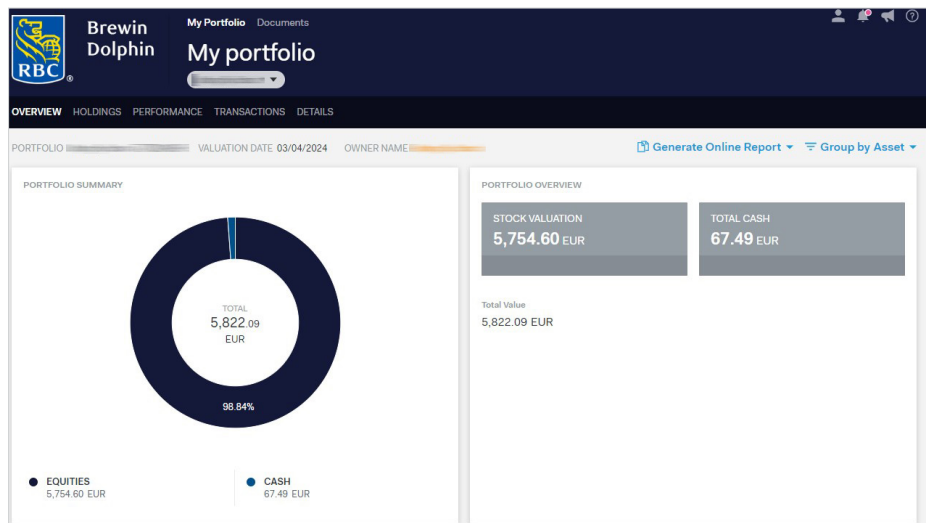 RBC
®
Brewin
Dolphin
My Portfolio Documents
My portfolio
OVERVIEW HOLDINGS PERFORMANCE TRANSACTIONS DETAILS
PORTFOLIO VALUATION DATE 03/04/2024 OWNER NAME
Generate Online Report Group by Asset
PORTFOLIO SUMMARY
TOTAL
5,822.09
EUR
98.84%
EQUITIES
5,754.60 EUR
CASH
67.49 EUR
PORTFOLIO OVERVIEW
STOCK VALUATION
5,754.60 EUR
TOTAL CASH
67.49 EUR
Total Value
5,822.09 EUR